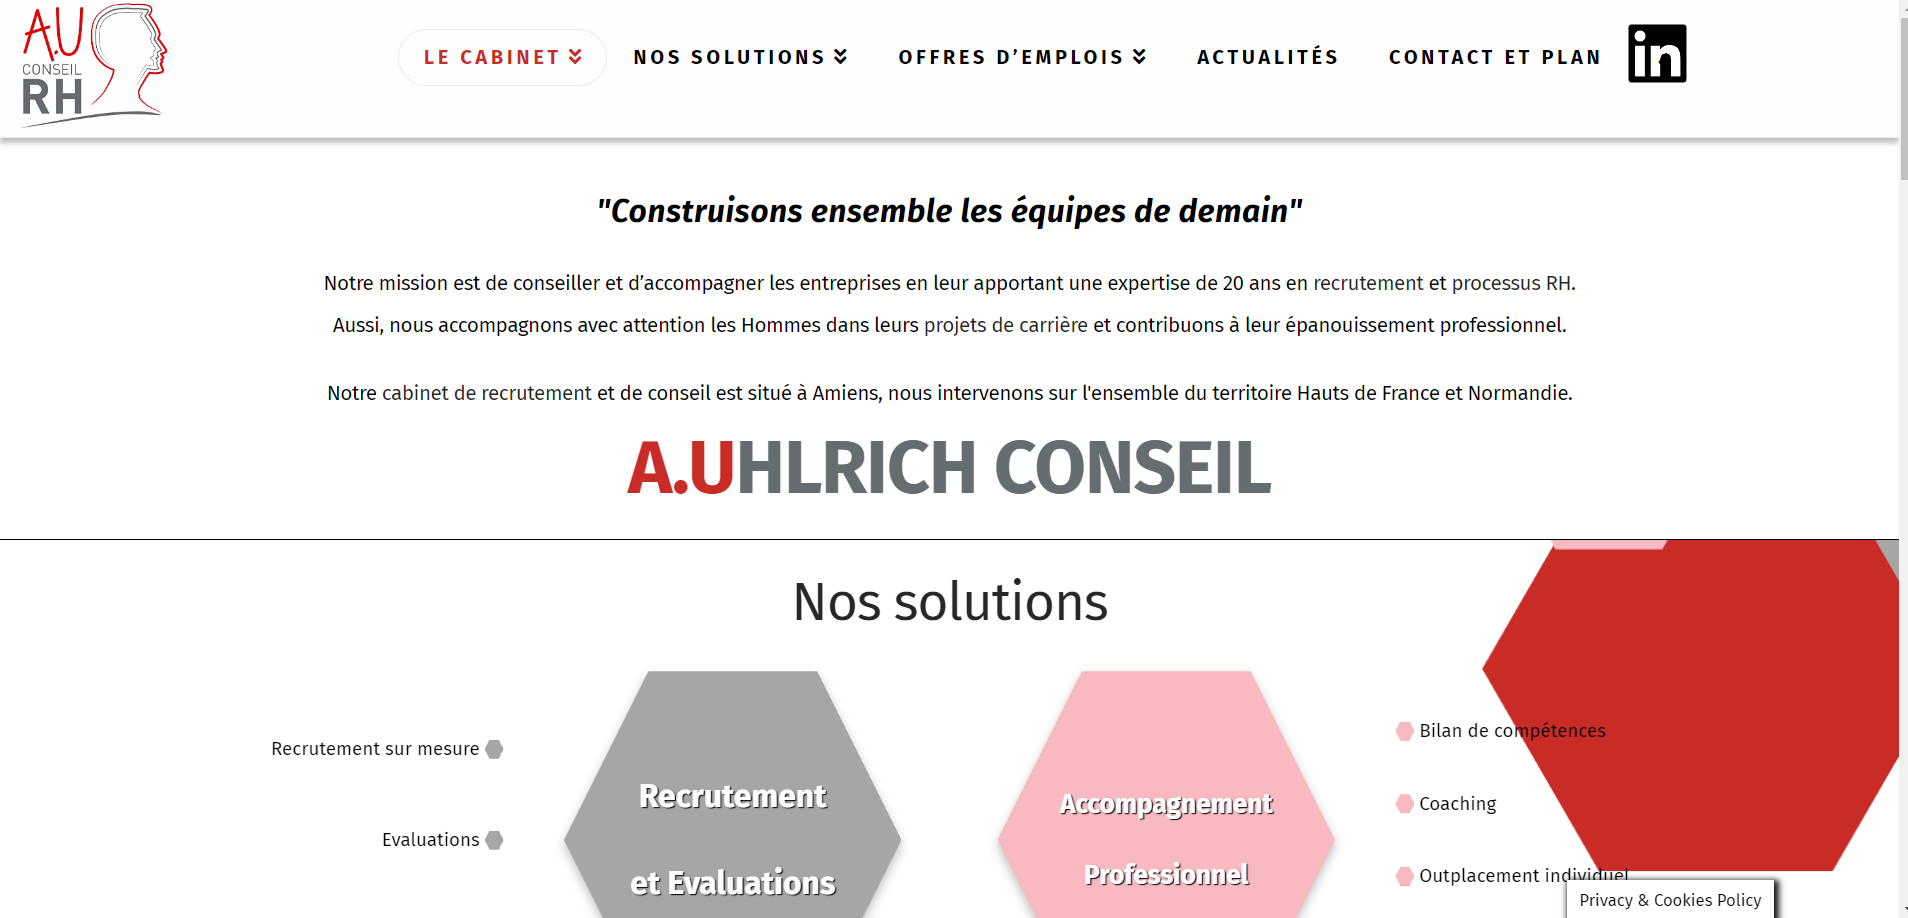 A.U
CONSEIL
RH
LE CABINET
NOS SOLUTIONS
OFFRES D’EMPLOIS
ACTUALITÉS
CONTACT ET PLAN
in
"Construisons ensemble les équipes de demain"
Notre mission est de conseiller et d’accompagner les entreprises en leur apportant une expertise de 20 ans en recrutement et processus RH.
Aussi, nous accompagnons avec attention les Hommes dans leurs projets de carrière et contribuons à leur épanouissement professionnel.
Notre cabinet de recrutement et de conseil est situé à Amiens, nous intervenons sur l'ensemble du territoire Hauts de France et Normandie.
A.UHLRICH CONSEIL
Nos solutions
Recrutement sur mesure
Evaluations
Recrutement
et Evaluations
Accompagnement
Professionnel
Bilan de compétences
Coaching
Outplacement individuel
Privacy & Cookies Policy